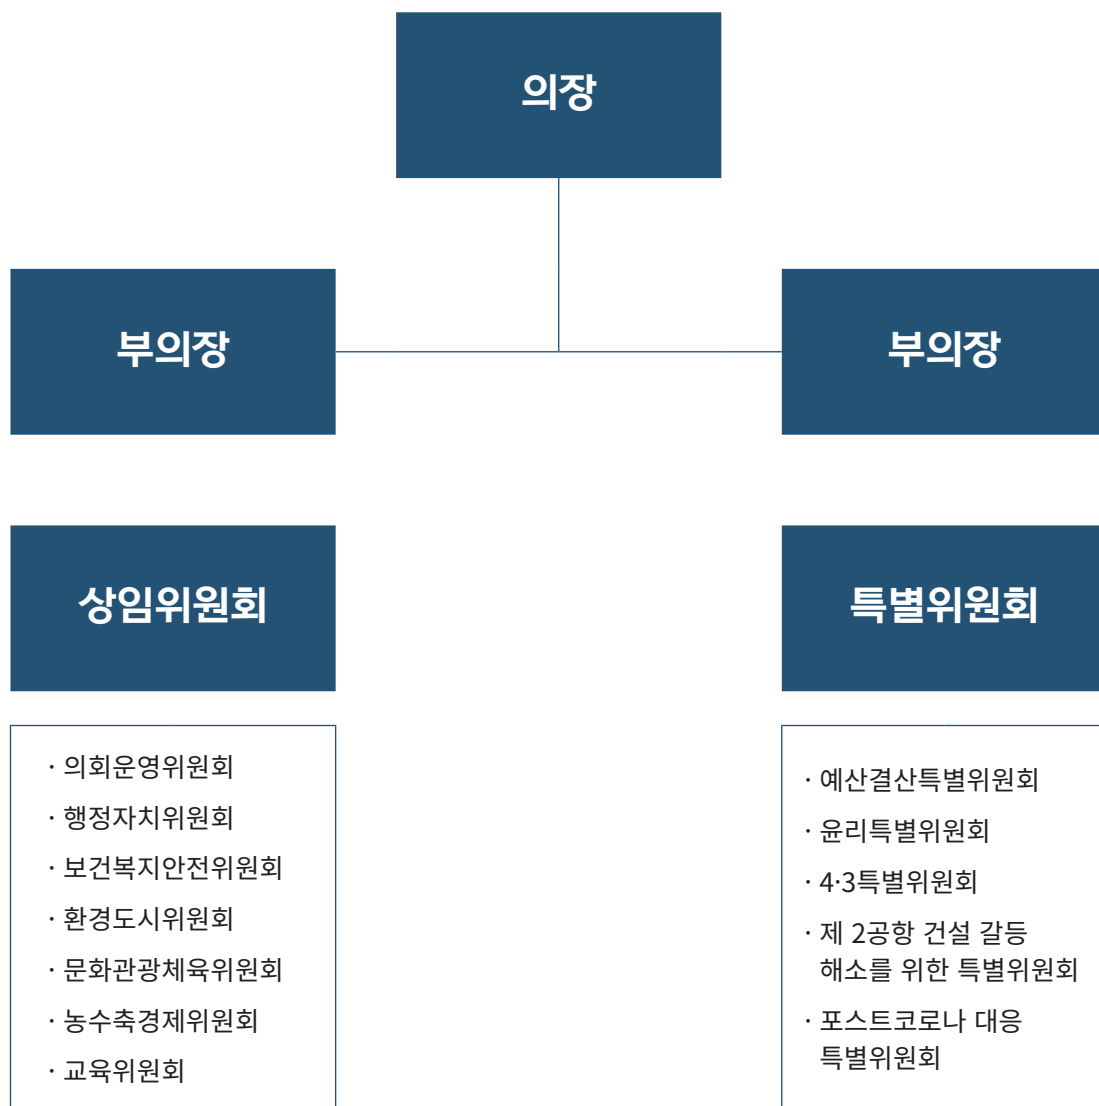 의장
부의장
부의장
상임위원회
특별위원회
· 의회운영위원회
· 행정자치위원회
· 보건복지안전위원회
· 환경도시위원회
· 문화관광체육위원회
· 농수축경제위원회
· 교육위원회
· 예산결산특별위원회
· 윤리특별위원회
· 4·3특별위원회
· 제 2공항 건설 갈등
해소를 위한 특별위원회
· 포스트코로나 대응
특별위원회